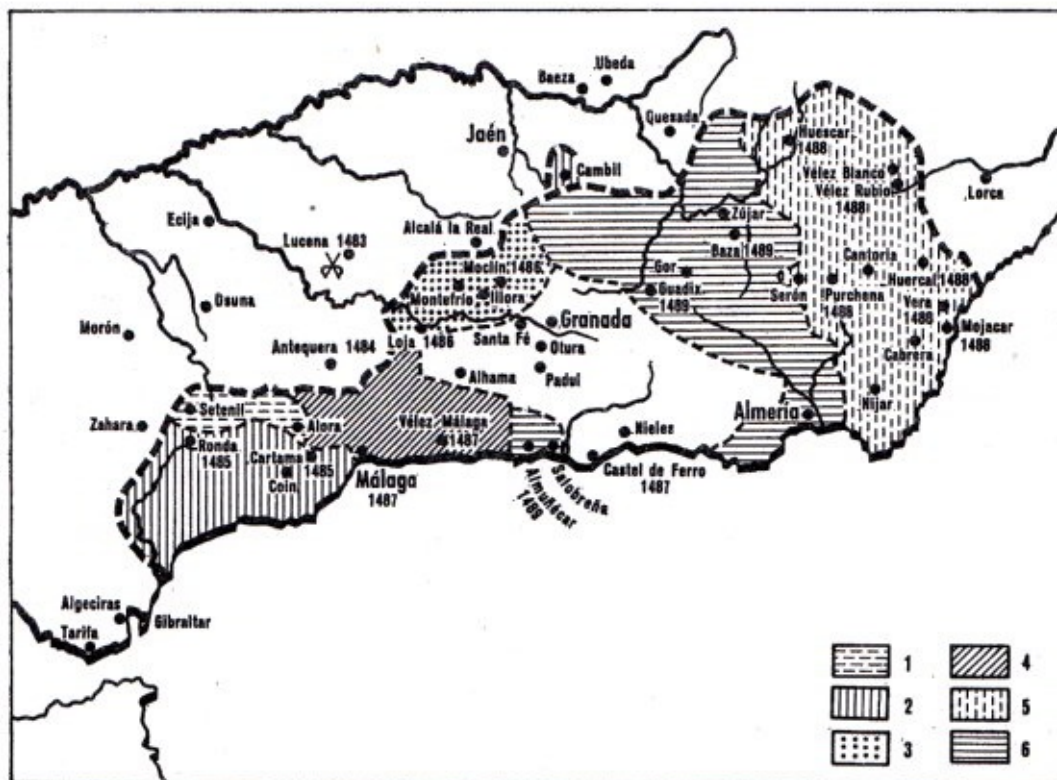 Ubeda
Baeza
Quesada
Jaén
Huescar
1488
Cambil
Vélez Blanco
Vélez Rubio
1488
Lorca
Ecija
Zújar
Lucena 1483
Alcalá la Real
Baza 1489
Cantoria
Moclín 1486
Gor
Huercal 1488
Osuna
Montefrío
Illora
Guadix
1489
Serón
Purchena
1488
Vera
1488
Morón
Loja 1486
Santa Fé
Granada
Mojacar
1488
Otura
Cabrera
Antequera 1484
Alhama
Padul
Nijar
Setenil
Almería
Zahara
Alora
Vélez Málaga
1487
Nielez
Ronda
1485
Cartama
1485
Coin
Málaga
1487
Almuñécar
1489
Salobreña
Castel de Ferro
1487
Algeciras
Gibraltar
Tarifa
1
4
2
5
3
6